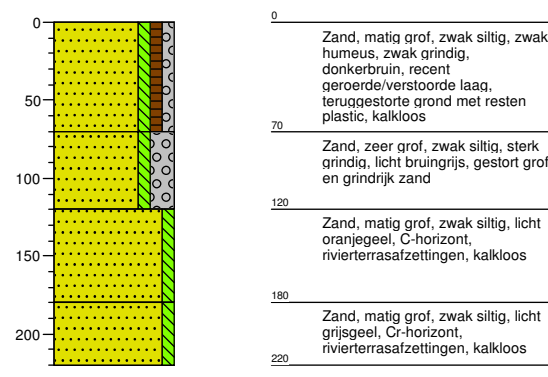 0
50
100
150
200
0
Zand, matig grof, zwak siltig, zwak
humeus, zwak grindig,
donkerbruin, recent
geroerde/verstoorde laag,
teruggestorte grond met resten
plastic, kalkloos
70
Zand, zeer grof, zwak siltig, sterk
grindig, licht bruingrijs, gestort grof
en grindrijk zand
120
Zand, matig grof, zwak siltig, licht
oranjegeel, C-horizont,
rivierterrasafzettingen, kalkloos
180
Zand, matig grof, zwak siltig, licht
grijsgeel, Cr-horizont,
rivierterrasafzettingen, kalkloos
220